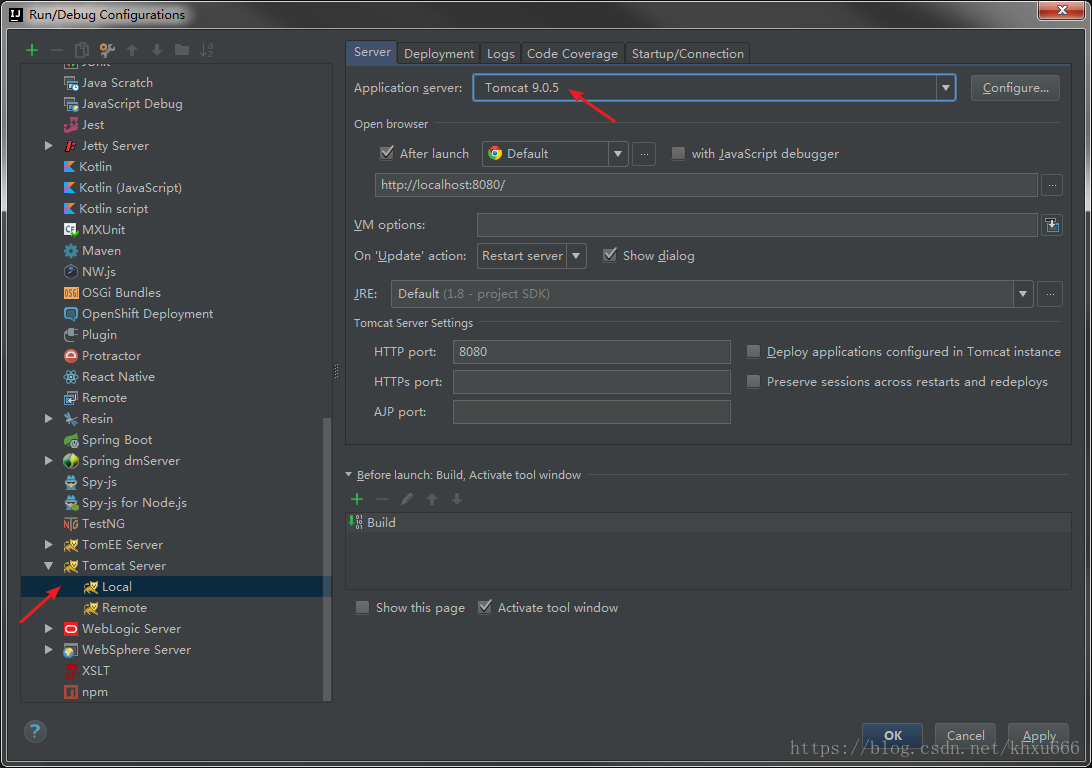 Run/Debug Configurations
JUnit
Java Scratch
JavaScript Debug
Jest
Jetty Server
Kotlin
Kotlin (JavaScript)
Kotlin script
MXUnit
Maven
NW.js
OSGi Bundles
OpenShift Deployment
Plugin
Protractor
React Native
Remote
Resin
Spring Boot
Spring dmServer
Spy-js
Spy-js for Node.js
TestNG
TomEE Server
Tomcat Server
Local
Remote
WebLogic Server
WebSphere Server
XSLT
npm
Server Deployment Logs Code Coverage Startup/Connection
Application server: Tomcat 9.0.5 Configure...
Open browser
After launch Default ... with JavaScript debugger
http://localhost:8080/ ...
VM options:
On 'Update' action: Restart server Show dialog
JRE: Default (1.8 - project SDK) ...
Tomcat Server Settings
HTTP port: 8080 Deploy applications configured in Tomcat instance
HTTPs port: Preserve sessions across restarts and redeploys
AJP port:
Before launch: Build, Activate tool window
Build
Show this page Activate tool window
? OK Cancel Apply
https://blog.csdn.net/khxu666